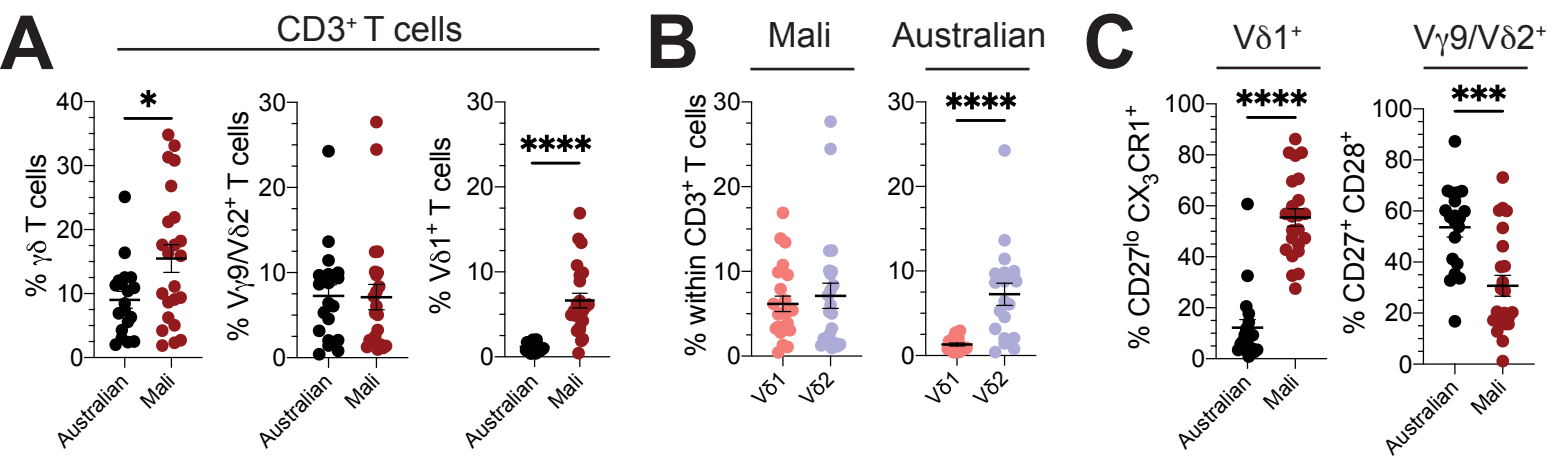 A
CD3⁺ T cells
% γδ T cells
40
30
20
10
0
*
Australian
Mali
% Vγ9/Vδ2⁺ T cells
30
20
10
0
Australian
Mali
% Vδ1⁺ T cells
30
20
10
0
****
Australian
Mali
B
Mali
Australian
% within CD3⁺ T cells
30
20
10
0
Vδ1
Vδ2
30
20
10
0
****
Vδ1
Vδ2
C
Vδ1⁺
Vγ9/Vδ2⁺
% CD27ˡᵒ CX₃CR1⁺
100
80
60
40
20
0
****
Australian
Mali
% CD27⁺ CD28⁺
100
80
60
40
20
0
***
Australian
Mali